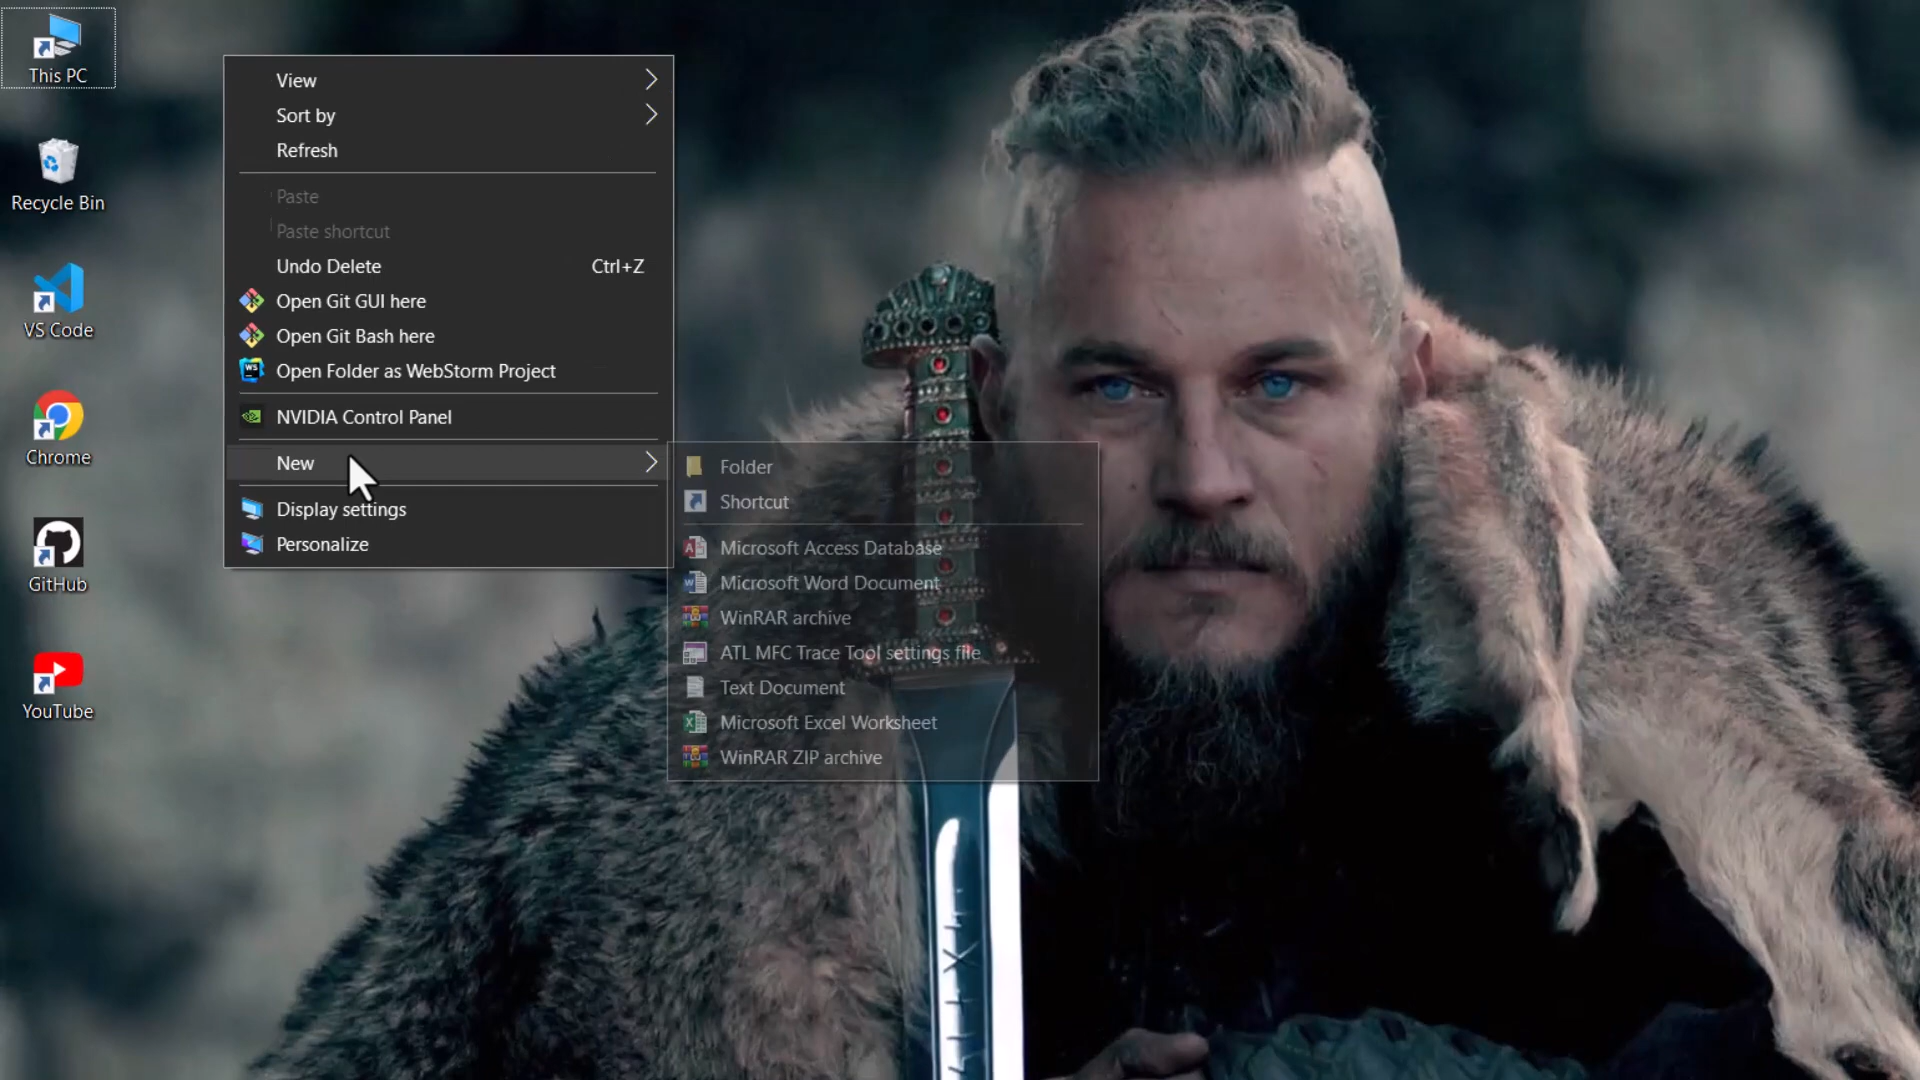 This PC
Recycle Bin
VS Code
Chrome
GitHub
YouTube
View
Sort by
Refresh
Paste
Paste shortcut
Undo Delete Ctrl+Z
Open Git GUI here
Open Git Bash here
WS Open Folder as WebStorm Project
NVIDIA Control Panel
New
Display settings
Personalize
Folder
Shortcut
Microsoft Access Database
Microsoft Word Document
WinRAR archive
ATL MFC Trace Tool settings file
Text Document
Microsoft Excel Worksheet
WinRAR ZIP archive